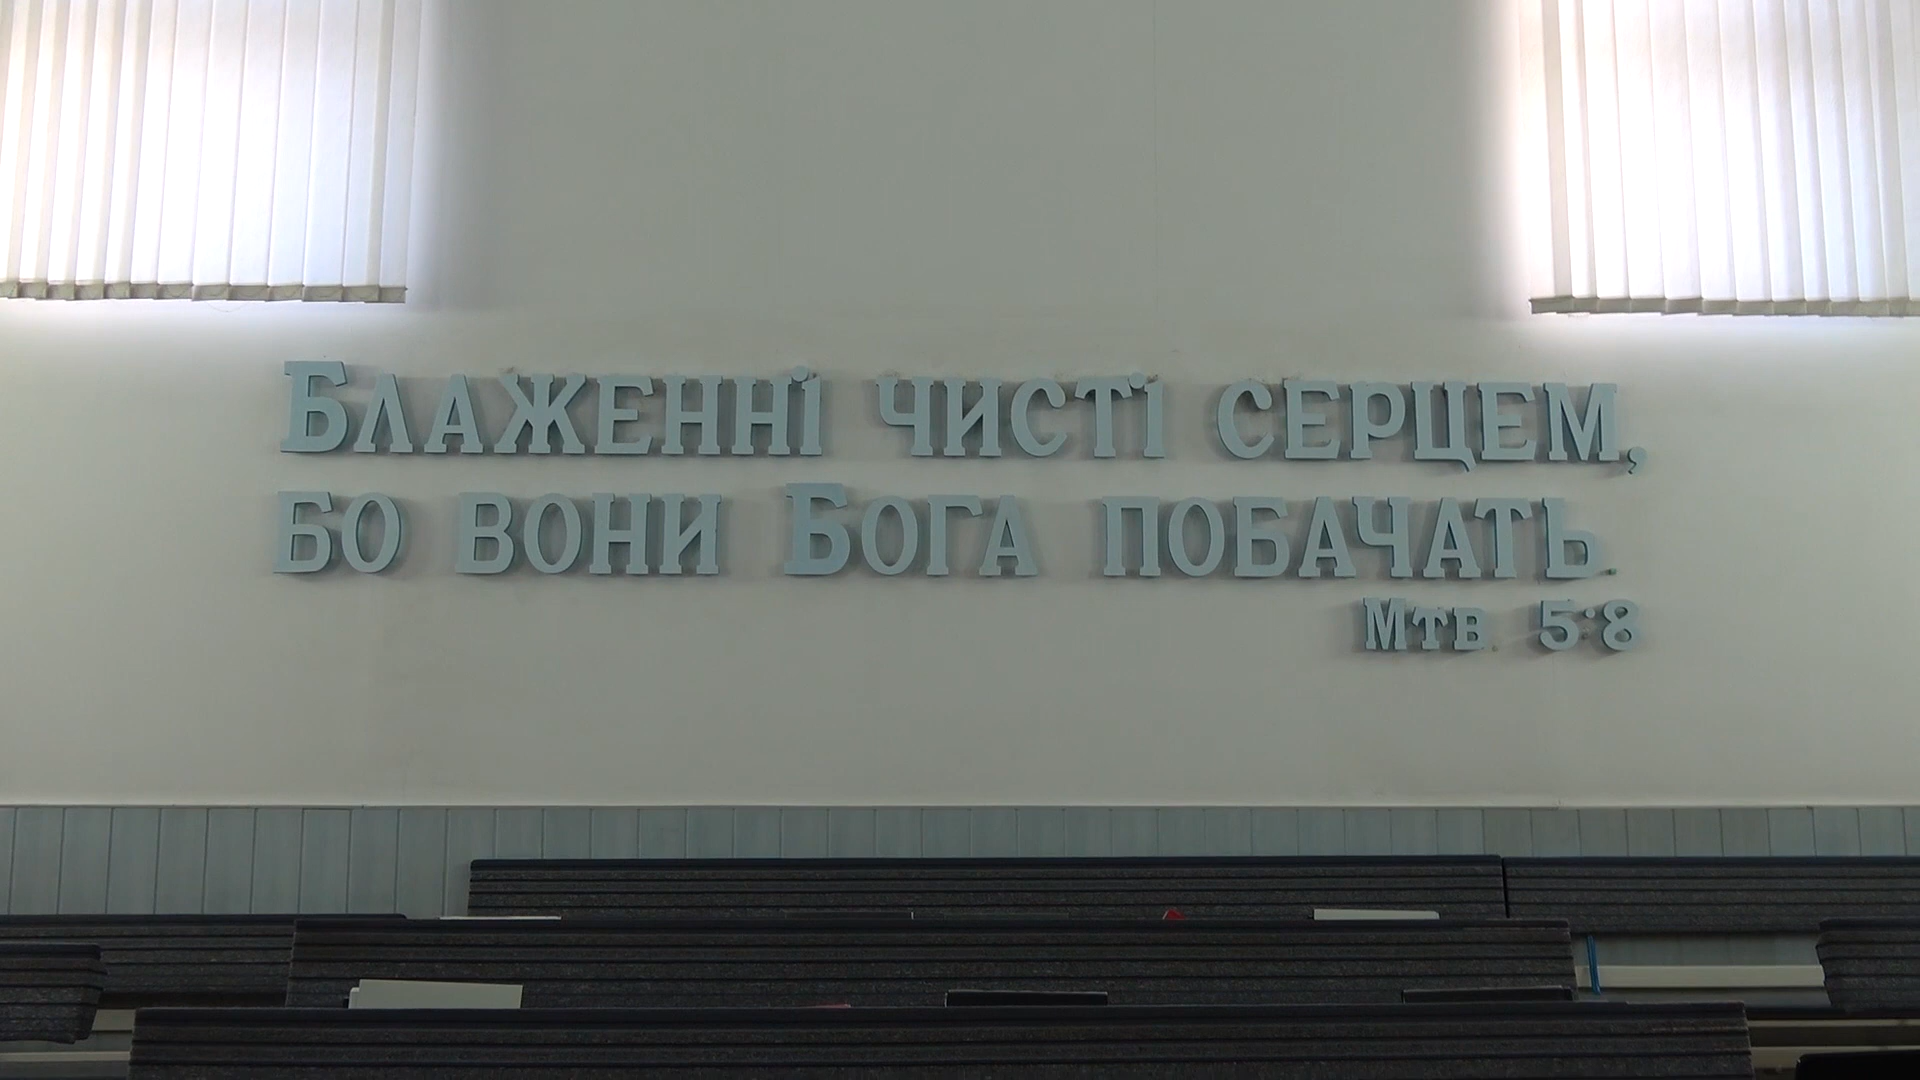 Блаженні чисті серцем,
бо вони Бога побачать.
Мтв. 5:8